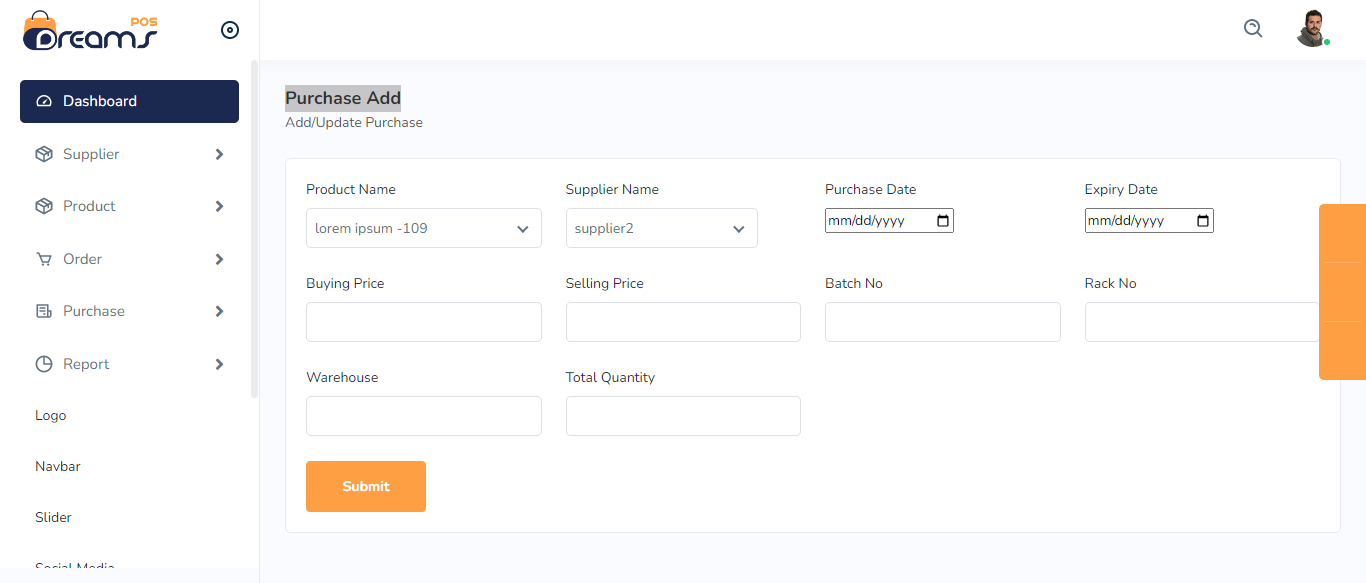 POS
Dreams
Dashboard
Supplier
Product
Order
Purchase
Report
Logo
Navbar
Slider
Social Media
Purchase Add
Add/Update Purchase
Product Name
Supplier Name
Purchase Date
Expiry Date
lorem ipsum -109
supplier2
mm/dd/yyyy
mm/dd/yyyy
Buying Price
Selling Price
Batch No
Rack No
Warehouse
Total Quantity
Submit